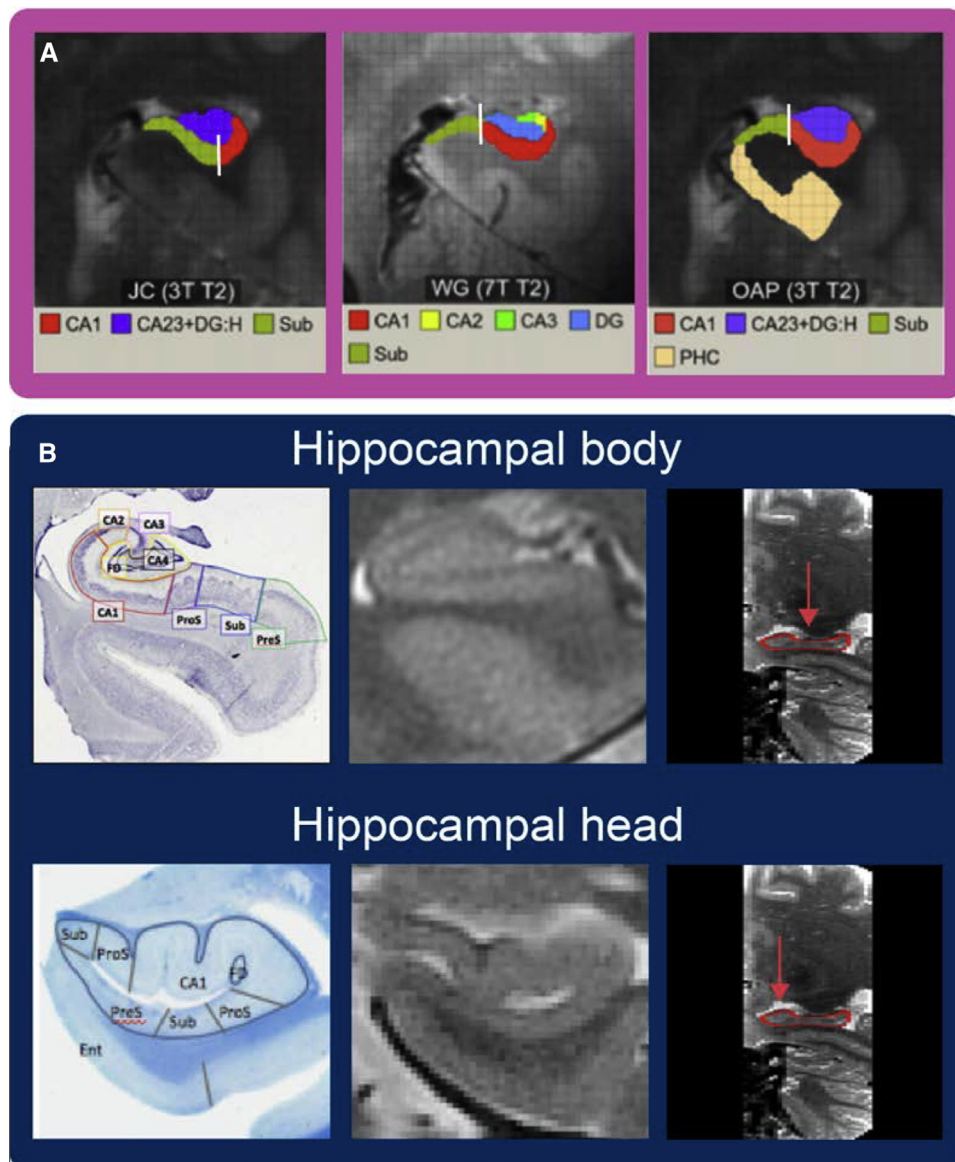 A
JC (3T T2)
WG (7T T2)
OAP (3T T2)
CA1 CA23+DG:H Sub
CA1 CA2 CA3 DG
Sub
CA1 CA23+DG:H Sub
PHC
B
Hippocampal body
CA2 CA3
FD CA4
CA1
ProS
Sub
PreS
Hippocampal head
Sub
ProS
CA1 FD
PreS Sub ProS
Ent